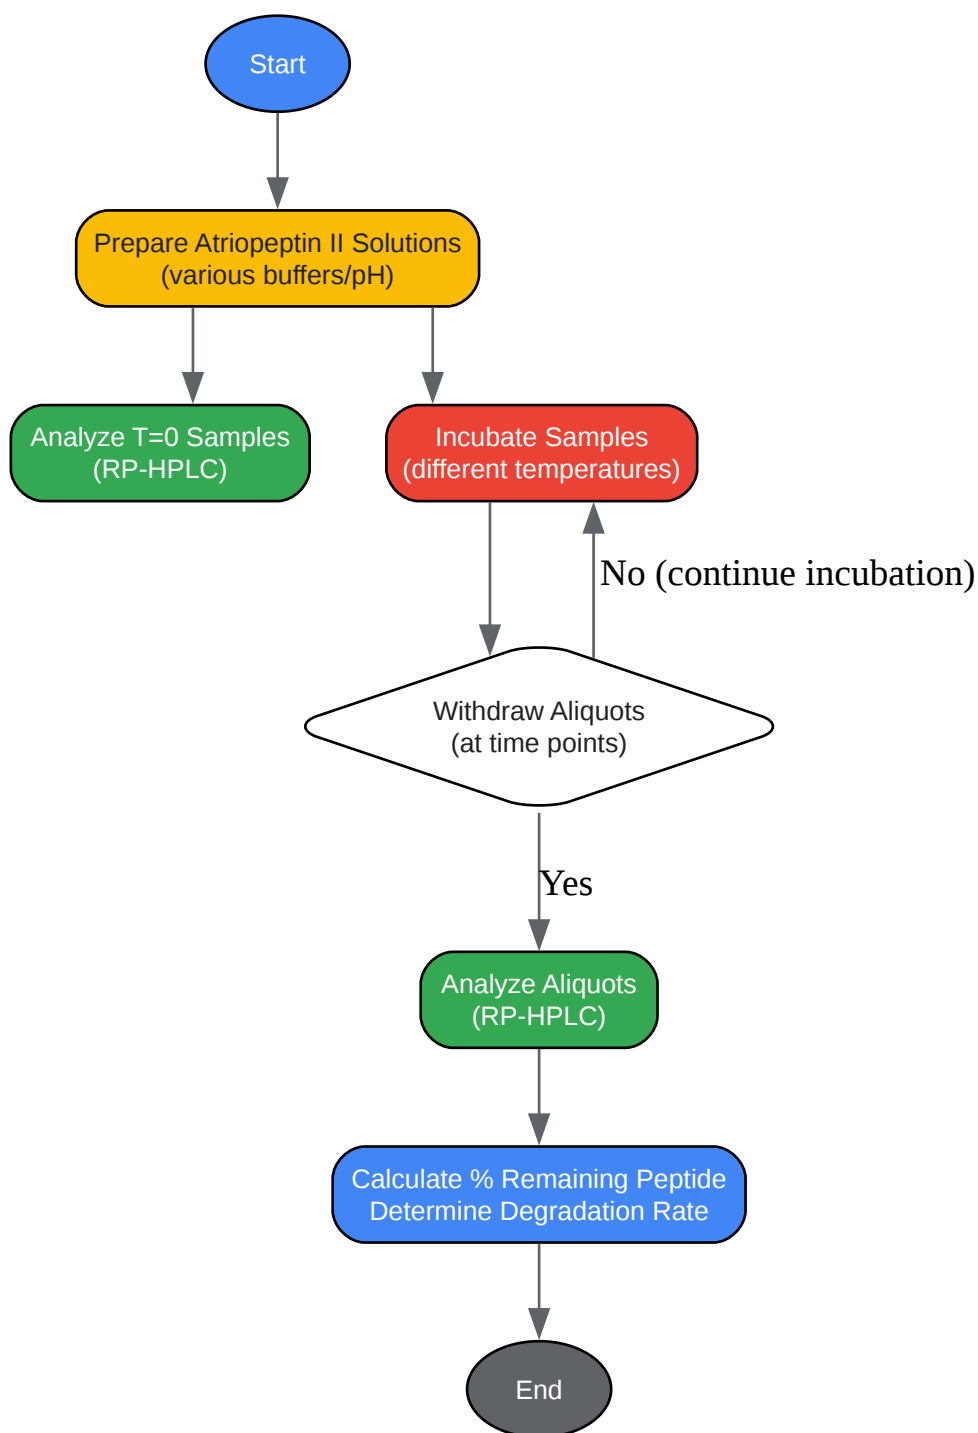 Start
Prepare Atriopeptin II Solutions
(various buffers/pH)
Analyze T=0 Samples
(RP-HPLC)
Incubate Samples
(different temperatures)
No (continue incubation)
Withdraw Aliquots
(at time points)
Yes
Analyze Aliquots
(RP-HPLC)
Calculate % Remaining Peptide
Determine Degradation Rate
End